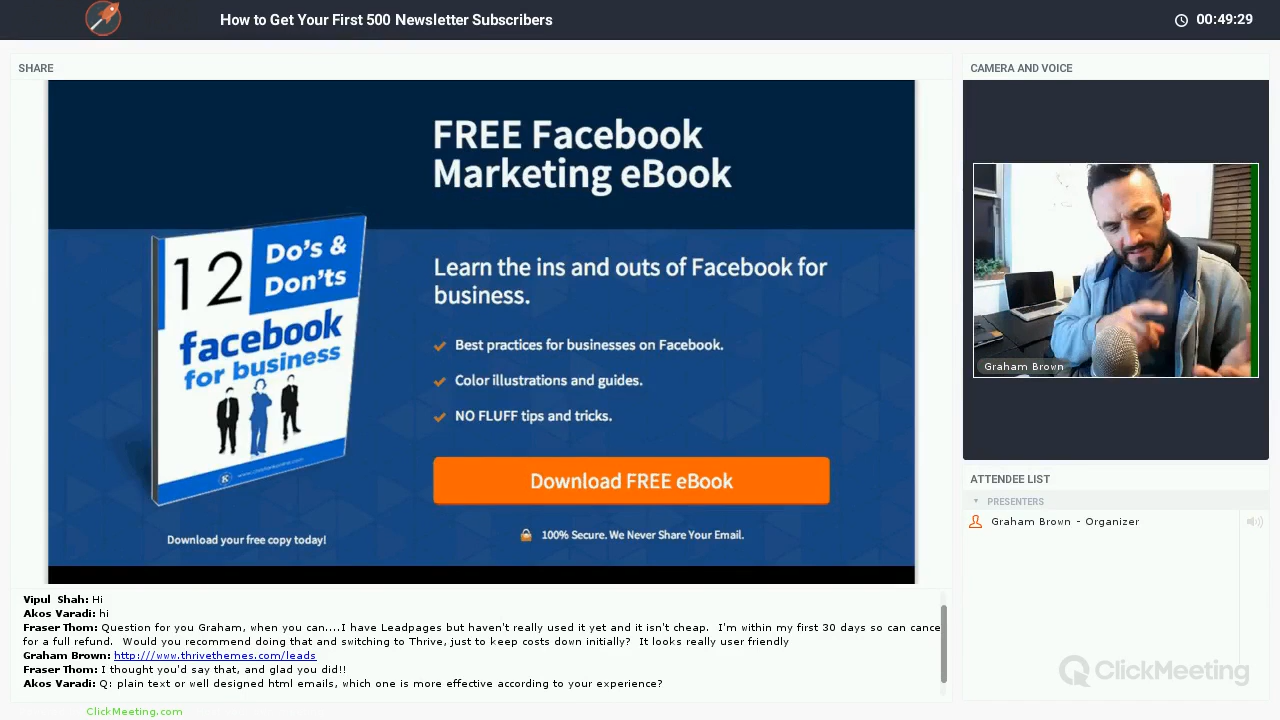 How to Get Your First 500 Newsletter Subscribers
00:49:29
SHARE
FREE Facebook
Marketing eBook
12
Do's &
Don'ts
facebook
for business
Learn the ins and outs of Facebook for
business.
Best practices for businesses on Facebook.
Color illustrations and guides.
NO FLUFF tips and tricks.
Download FREE eBook
Download your free copy today!
100% Secure. We Never Share Your Email.
Vipul Shah: Hi
Akos Varadi: hi
Fraser Thom: Question for you Graham, when you can....I have Leadpages but haven't really used it yet and it isn't cheap. I'm within my first 30 days so can cance
for a full refund. Would you recommend doing that and switching to Thrive, just to keep costs down initially? It looks really user friendly
Graham Brown: http:///www.thrivethemes.com/leads
Fraser Thom: I thought you'd say that, and glad you did!!
Akos Varadi: Q: plain text or well designed html emails, which one is more effective according to your experience?
ClickMeeting.com
CAMERA AND VOICE
Graham Brown
ATTENDEE LIST
PRESENTERS
Graham Brown - Organizer
ClickMeeting